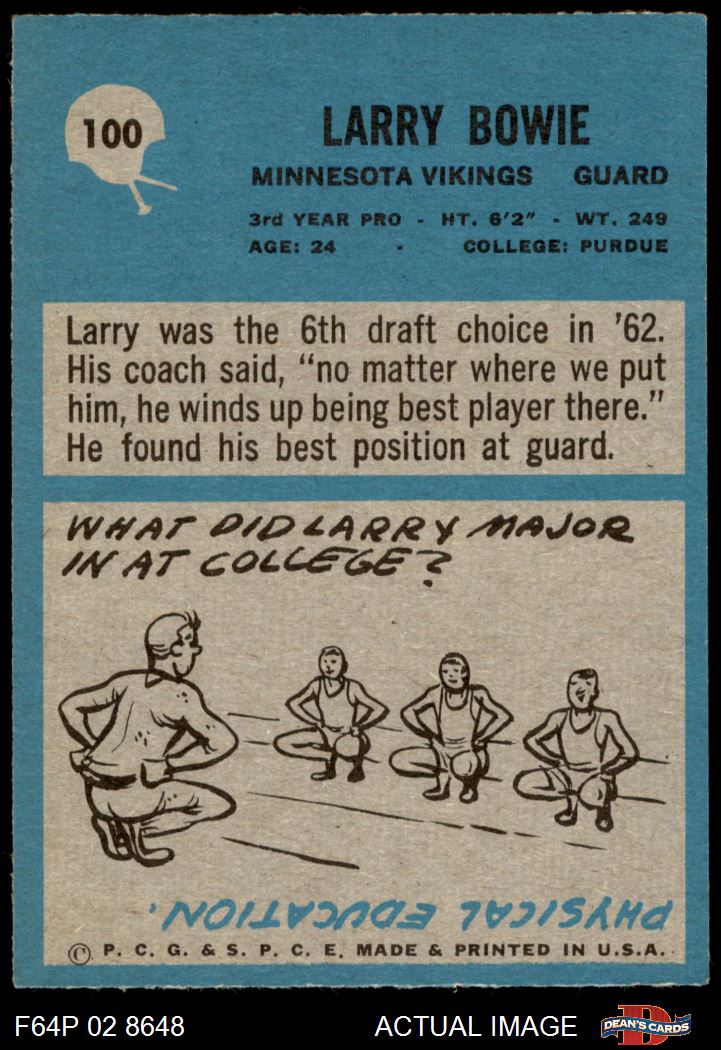 100
LARRY BOWIE
MINNESOTA VIKINGS GUARD
3rd YEAR PRO - HT. 6'2" - WT. 249
AGE: 24 - COLLEGE: PURDUE
Larry was the 6th draft choice in '62.
His coach said, "no matter where we put
him, he winds up being best player there."
He found his best position at guard.
WHAT DID LARRY MAJOR
IN AT COLLEGE?
PHYSICAL EDUCATION.
© P. C. G. & S. P. C. E. MADE & PRINTED IN U.S.A.
F64P 02 8648 ACTUAL IMAGE D DEAN'S CARDS